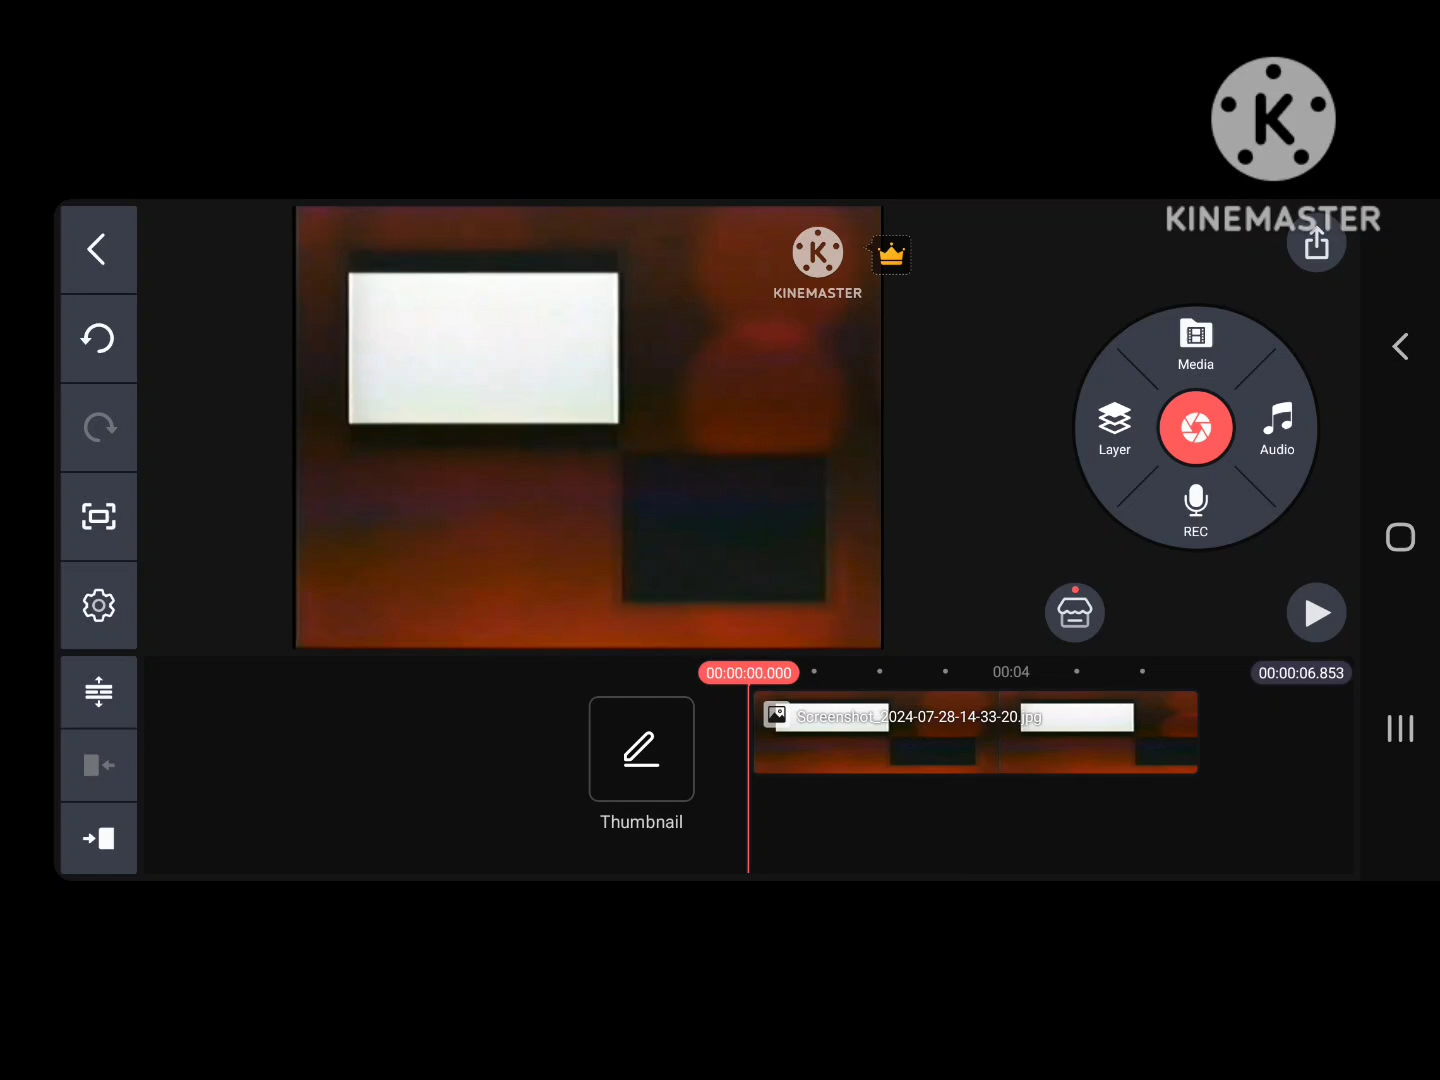 KINEMASTER
KINEMASTER
Media
Layer
Audio
REC
00:00:00.000
00:04
00:00:06.853
Screenshot_2024-07-28-14-33-20.jpg
Thumbnail